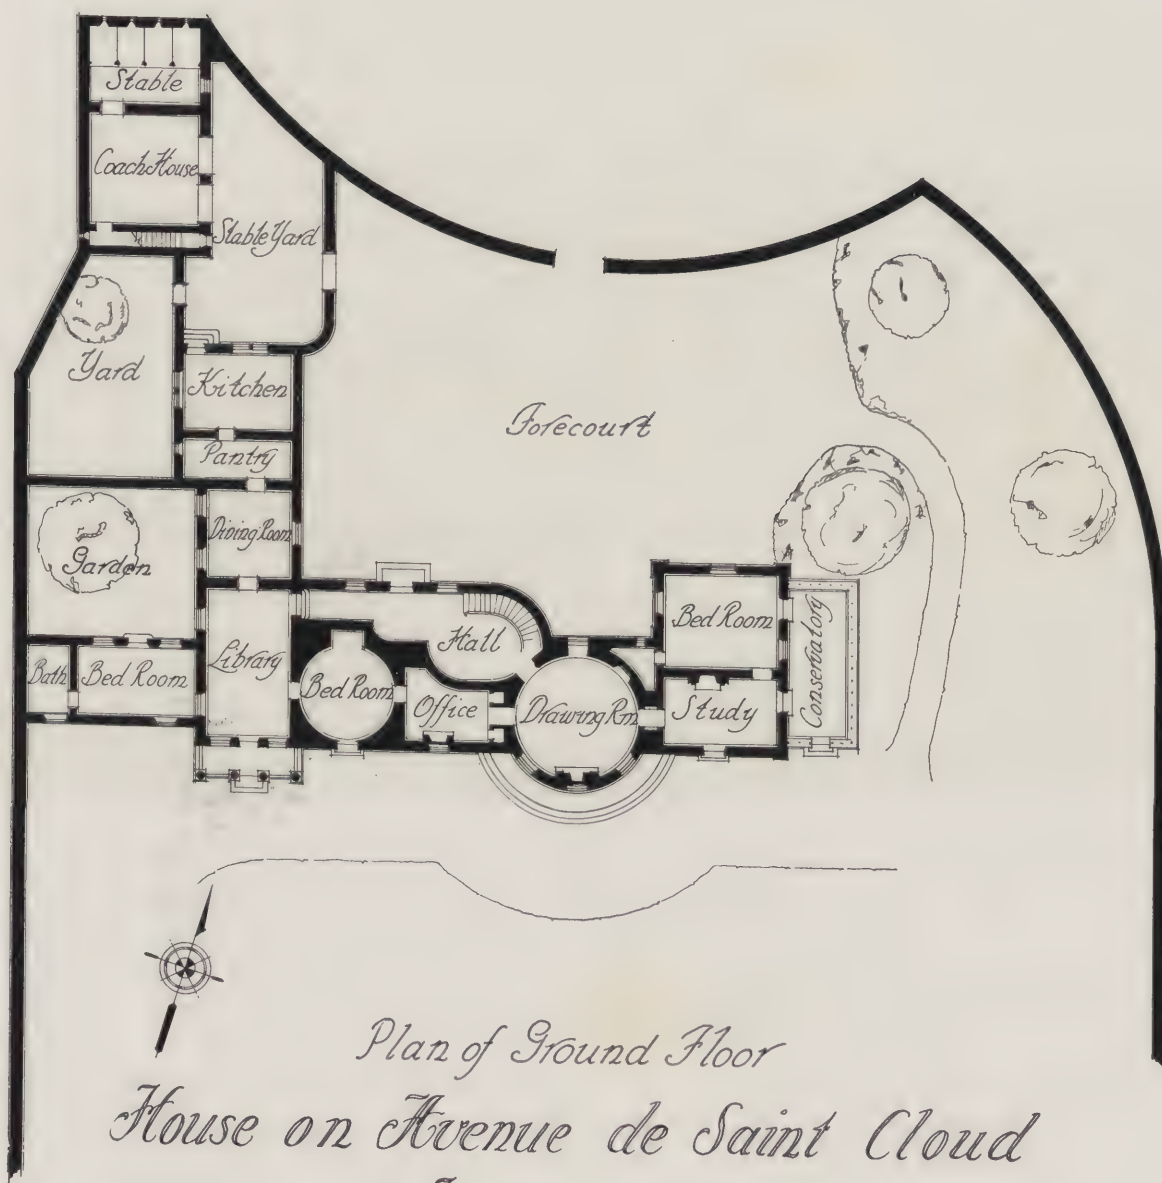 Stable
Coach House
Stable Yard
Yard
Kitchen
Forecourt
Pantry
Dining Room
Garden
Bed Room
Hall
Conservatory
Library
Bath
Bed Room
Bed Room
Office
Drawing Rm
Study
Plan of Ground Floor
House on Avenue de Saint Cloud